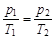 p₁/T₁ = p₂/T₂